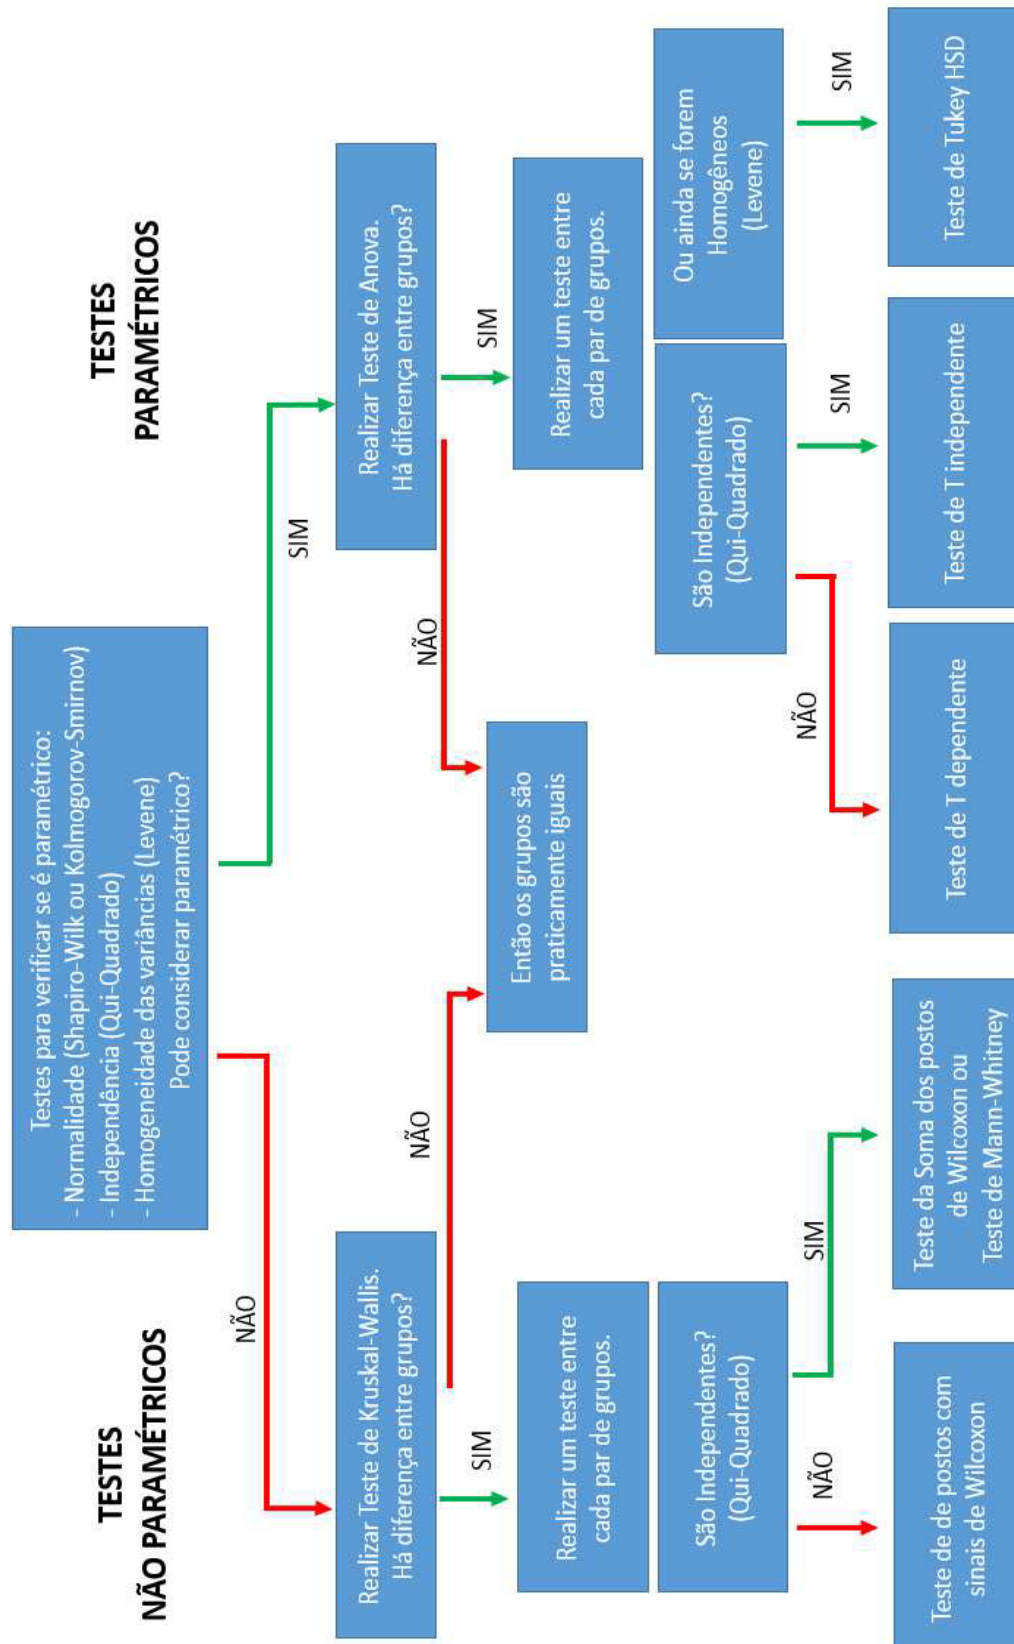 TESTES
NÃO PARAMÉTRICOS
TESTES
PARAMÉTRICOS
Testes para verificar se é paramétrico:
- Normalidade (Shapiro-Wilk ou Kolmogorov-Smirnov)
- Independência (Qui-Quadrado)
- Homogeneidade das variâncias (Levene)
Pode considerar paramétrico?
NÃO
SIM
Realizar Teste de Kruskal-Wallis.
Há diferença entre grupos?
Realizar Teste de Anova.
Há diferença entre grupos?
SIM
NÃO
NÃO
SIM
Então os grupos são
praticamente iguais
Realizar um teste entre
cada par de grupos.
Realizar um teste entre
cada par de grupos.
São Independentes?
(Qui-Quadrado)
São Independentes?
(Qui-Quadrado)
Ou ainda se forem
Homogêneos
(Levene)
NÃO
SIM
NÃO
SIM
SIM
Teste de de postos com
sinais de Wilcoxon
Teste da Soma dos postos
de Wilcoxon ou
Teste de Mann-Whitney
Teste de T dependente
Teste de T independente
Teste de Tukey HSD